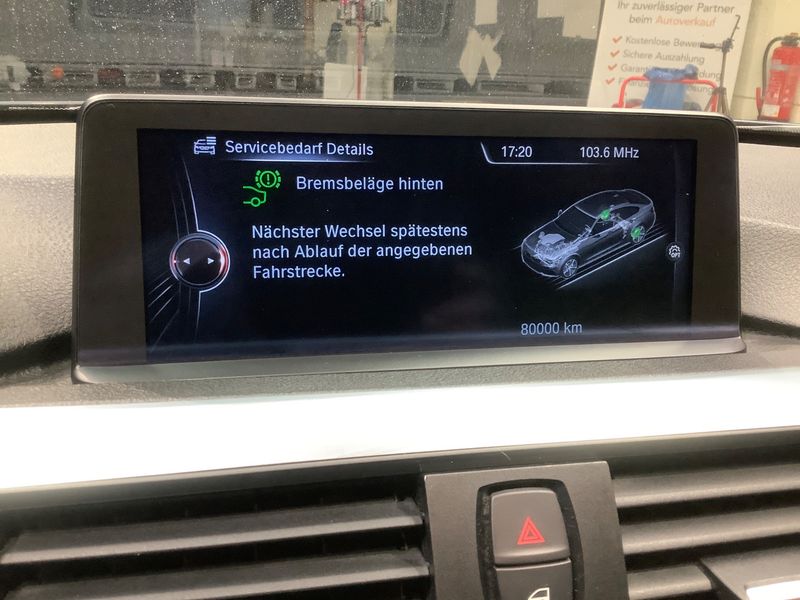 Ihr zuverlässiger Partner
beim Autoverkauf
Kostenlose
Sichere Auszahlung
Servicebedarf Details
17:20
103.6 MHz
Bremsbeläge hinten
Nächster Wechsel spätestens
nach Ablauf der angegebenen
Fahrstrecke.
OPT
80000 km